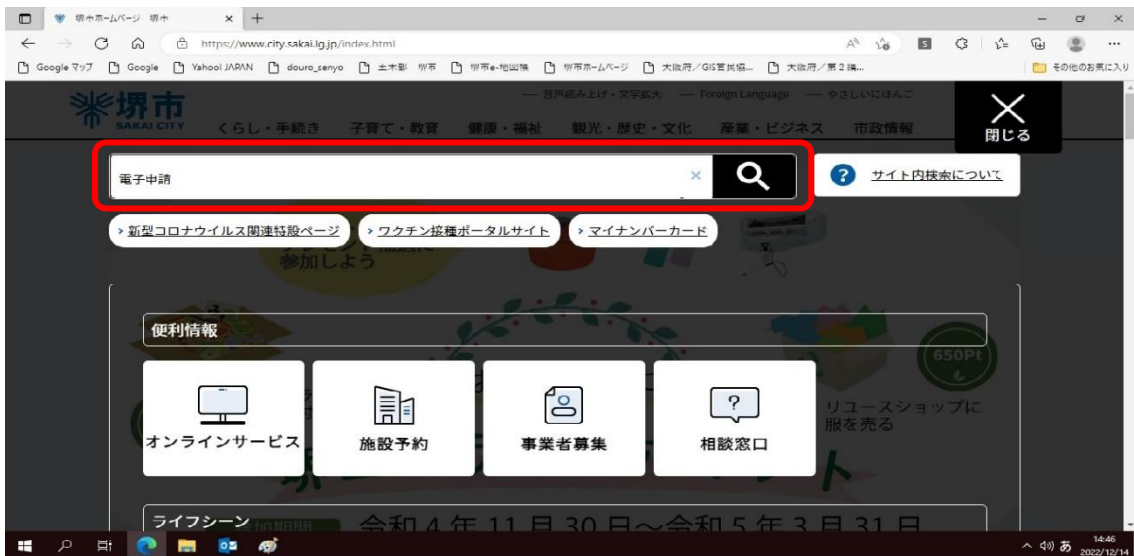 堺市ホームページ 堺市
https://www.city.sakai.lg.jp/index.html
Google マップ Google Yahoo! JAPAN douro_senyo 土木部 堺市 堺市e-地図帳 堺市ホームページ 大阪府/GIS官民協... 大阪府/第2編... その他のお気に入り
音声読み上げ・文字拡大 Foreign Language やさしいにほんご
堺市
SAKAI CITY
くらし・手続き 子育て・教育 健康・福祉 観光・歴史・文化 産業・ビジネス 市政情報
閉じる
電子申請
サイト内検索について
新型コロナウイルス関連特設ページ ワクチン接種ポータルサイト マイナンバーカード
参加しよう
便利情報
650Pt
オンラインサービス 施設予約 事業者募集 相談窓口
リユースショップに
服を売る
ライフシーン
令和4年11月30日~令和5年3月31日
あ
14:46
2022/12/14